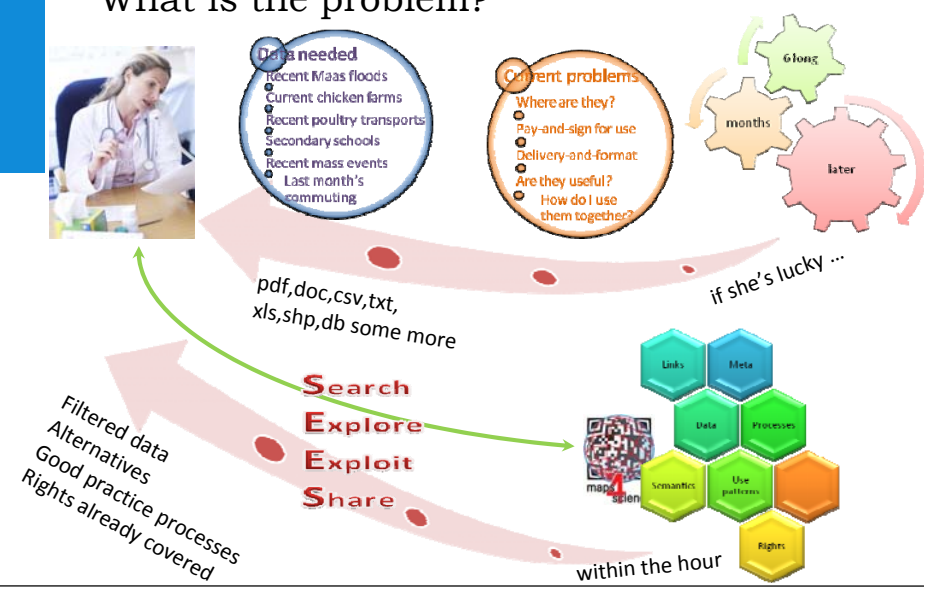 What is the problem?
Data needed
Recent Maas floods
Current chicken farms
Recent poultry transports
Secondary schools
Recent mass events
Last month's
commuting
Current problems
Where are they?
Pay-and-sign for use
Delivery-and-format
Are they useful?
How do I use
them together?
6 long
months
later
if she's lucky ...
pdf,doc,csv,txt,
xls,shp,db some more
Search
Explore
Exploit
Share
Filtered data
Alternatives
Good practice processes
Rights already covered
maps
4
scien
Links
Meta
Data
Processes
Semantics
Use
patterns
Rights
within the hour